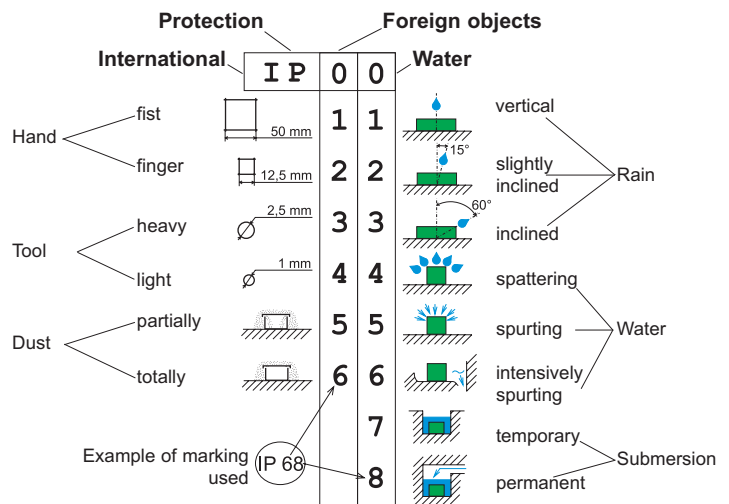 Protection Foreign objects
International Water
I P 0 0
Hand
fist 50 mm 1 1 vertical
15°
finger 12,5 mm 2 2 slightly
inclined
Rain
60°
heavy 2,5 mm 3 3 inclined
Tool
light 1 mm 4 4 spattering
partially 5 5 spurting
Dust
Water
totally 6 6 intensively
spurting
7 temporary
Example of marking
used
IP 68
Submersion
8 permanent